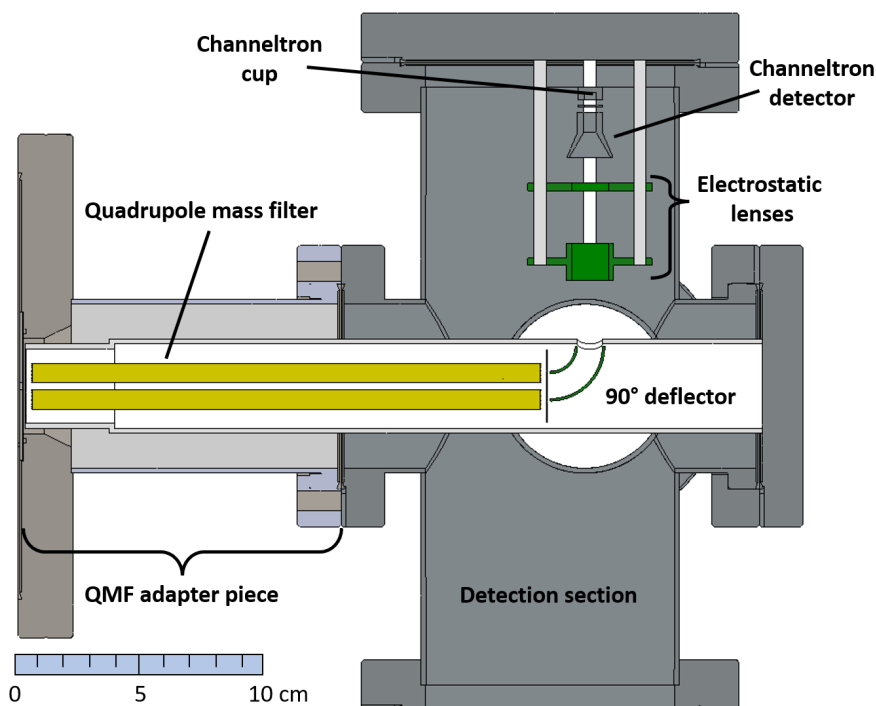 Channeltron
cup
Channeltron
detector
Electrostatic
lenses
Quadrupole mass filter
90° deflector
QMF adapter piece
Detection section
0 5 10 cm